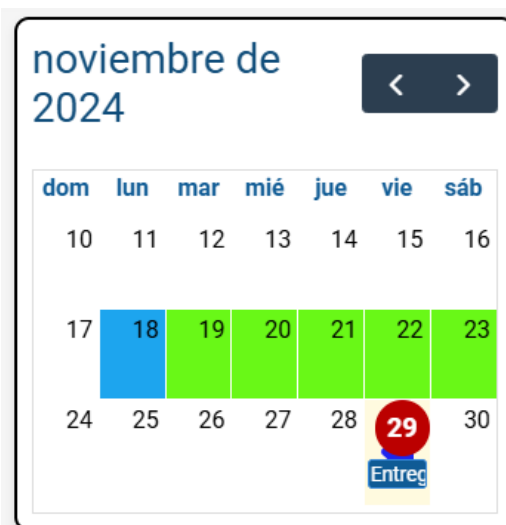 noviembre de
2024
dom lun mar mié jue vie sáb
10 11 12 13 14 15 16
17 18 19 20 21 22 23
24 25 26 27 28 29 30
Entreg